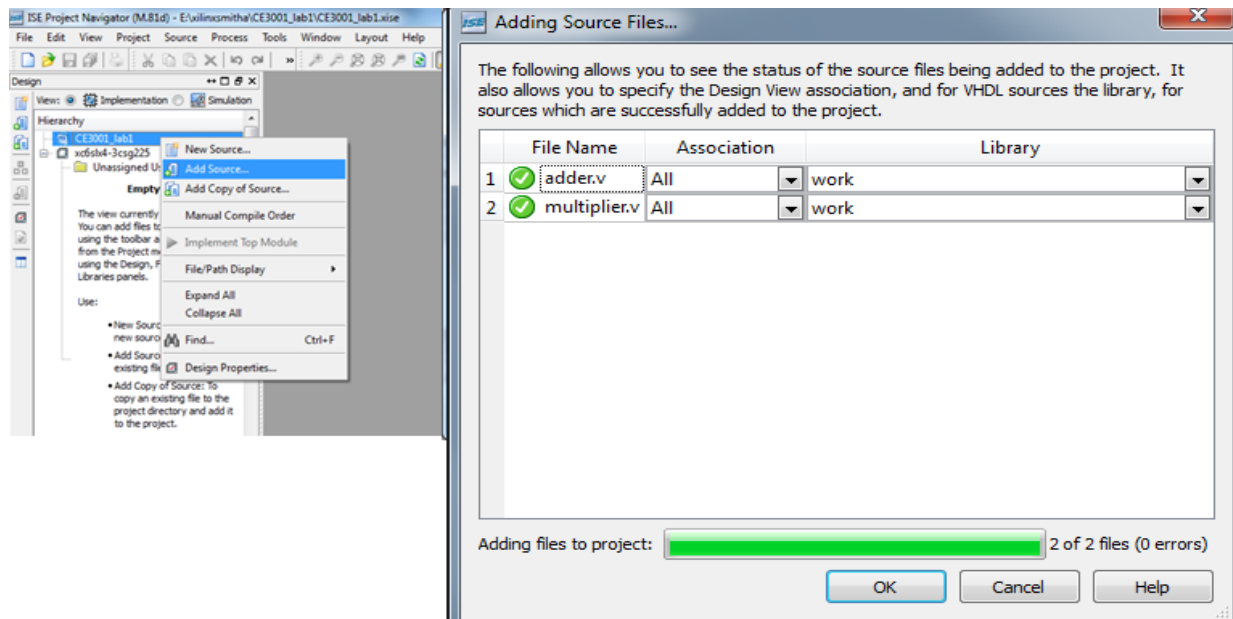 ISE Project Navigator (M.81d) - E:\xilinxsmitha\CE3001_lab1\CE3001_lab1.xise
File Edit View Project Source Process Tools Window Layout Help
Design
View: Implementation Simulation
Hierarchy
CE3001_lab1
xc6slx4-3csg225
Unassigned U
Empty
The view currently
You can add files to
using the toolbar a
from the Project m
using the Design, F
Libraries panels.
Use:
•New Sourc
new sourc
•Add Sourc
existing file
•Add Copy of Source: To
copy an existing file to the
project directory and add it
to the project.
New Source...
Add Source...
Add Copy of Source...
Manual Compile Order
Implement Top Module
File/Path Display
Expand All
Collapse All
Find... Ctrl+F
Design Properties...
ISE Adding Source Files...
The following allows you to see the status of the source files being added to the project. It
also allows you to specify the Design View association, and for VHDL sources the library, for
sources which are successfully added to the project.
File Name Association Library
1 adder.v All work
2 multiplier.v All work
Adding files to project: 2 of 2 files (0 errors)
OK Cancel Help